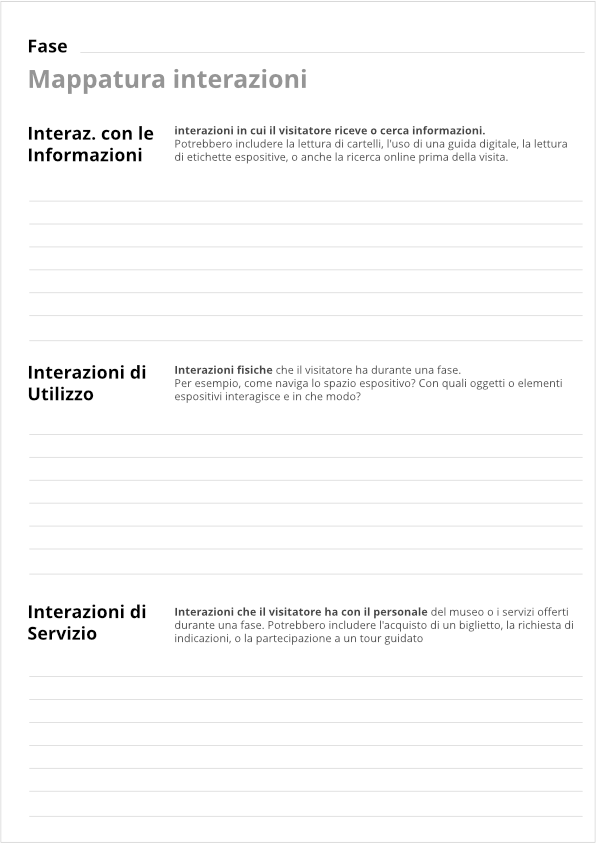 Fase
Mappatura interazioni
Interaz. con le
Informazioni
interazioni in cui il visitatore riceve o cerca informazioni.
Potrebbero includere la lettura di cartelli, l'uso di una guida digitale, la lettura
di etichette espositive, o anche la ricerca online prima della visita.
Interazioni di
Utilizzo
Interazioni fisiche che il visitatore ha durante una fase.
Per esempio, come naviga lo spazio espositivo? Con quali oggetti o elementi
espositivi interagisce e in che modo?
Interazioni di
Servizio
Interazioni che il visitatore ha con il personale del museo o i servizi offerti
durante una fase. Potrebbero includere l'acquisto di un biglietto, la richiesta di
indicazioni, o la partecipazione a un tour guidato